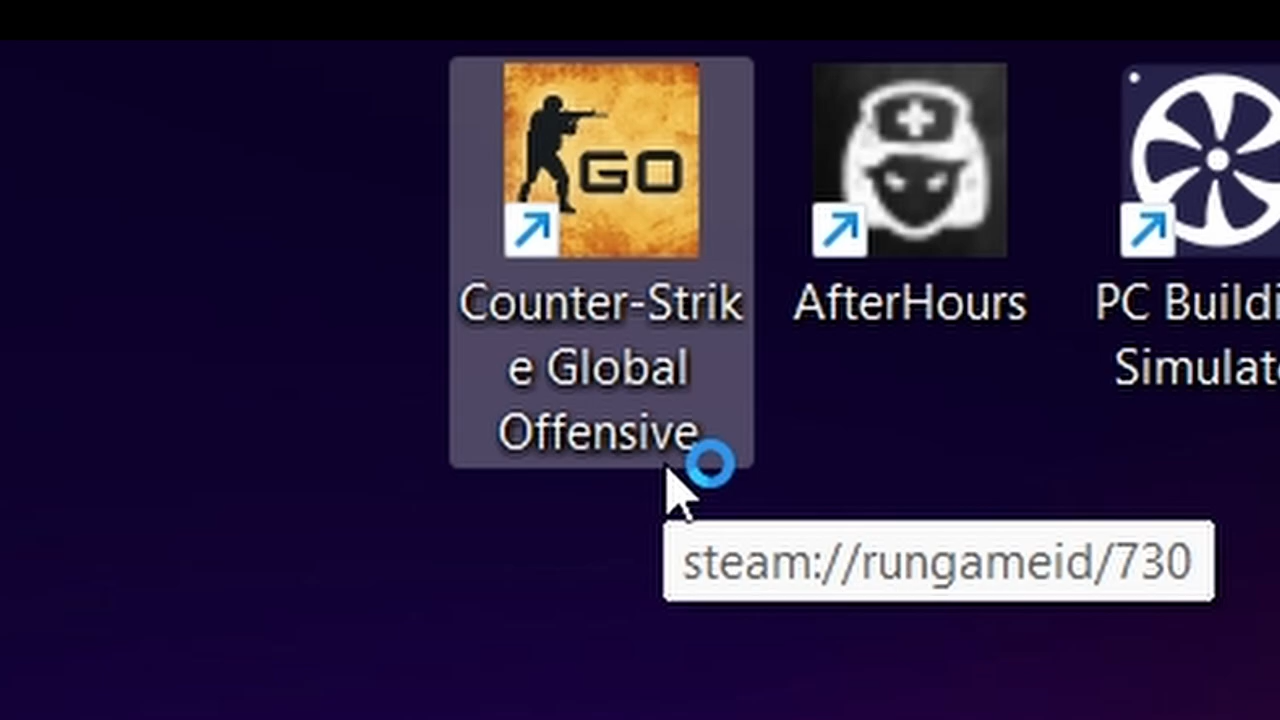 GO
Counter-Strik
e Global
Offensive
AfterHours
PC Buildi
Simulat
steam://rungameid/730